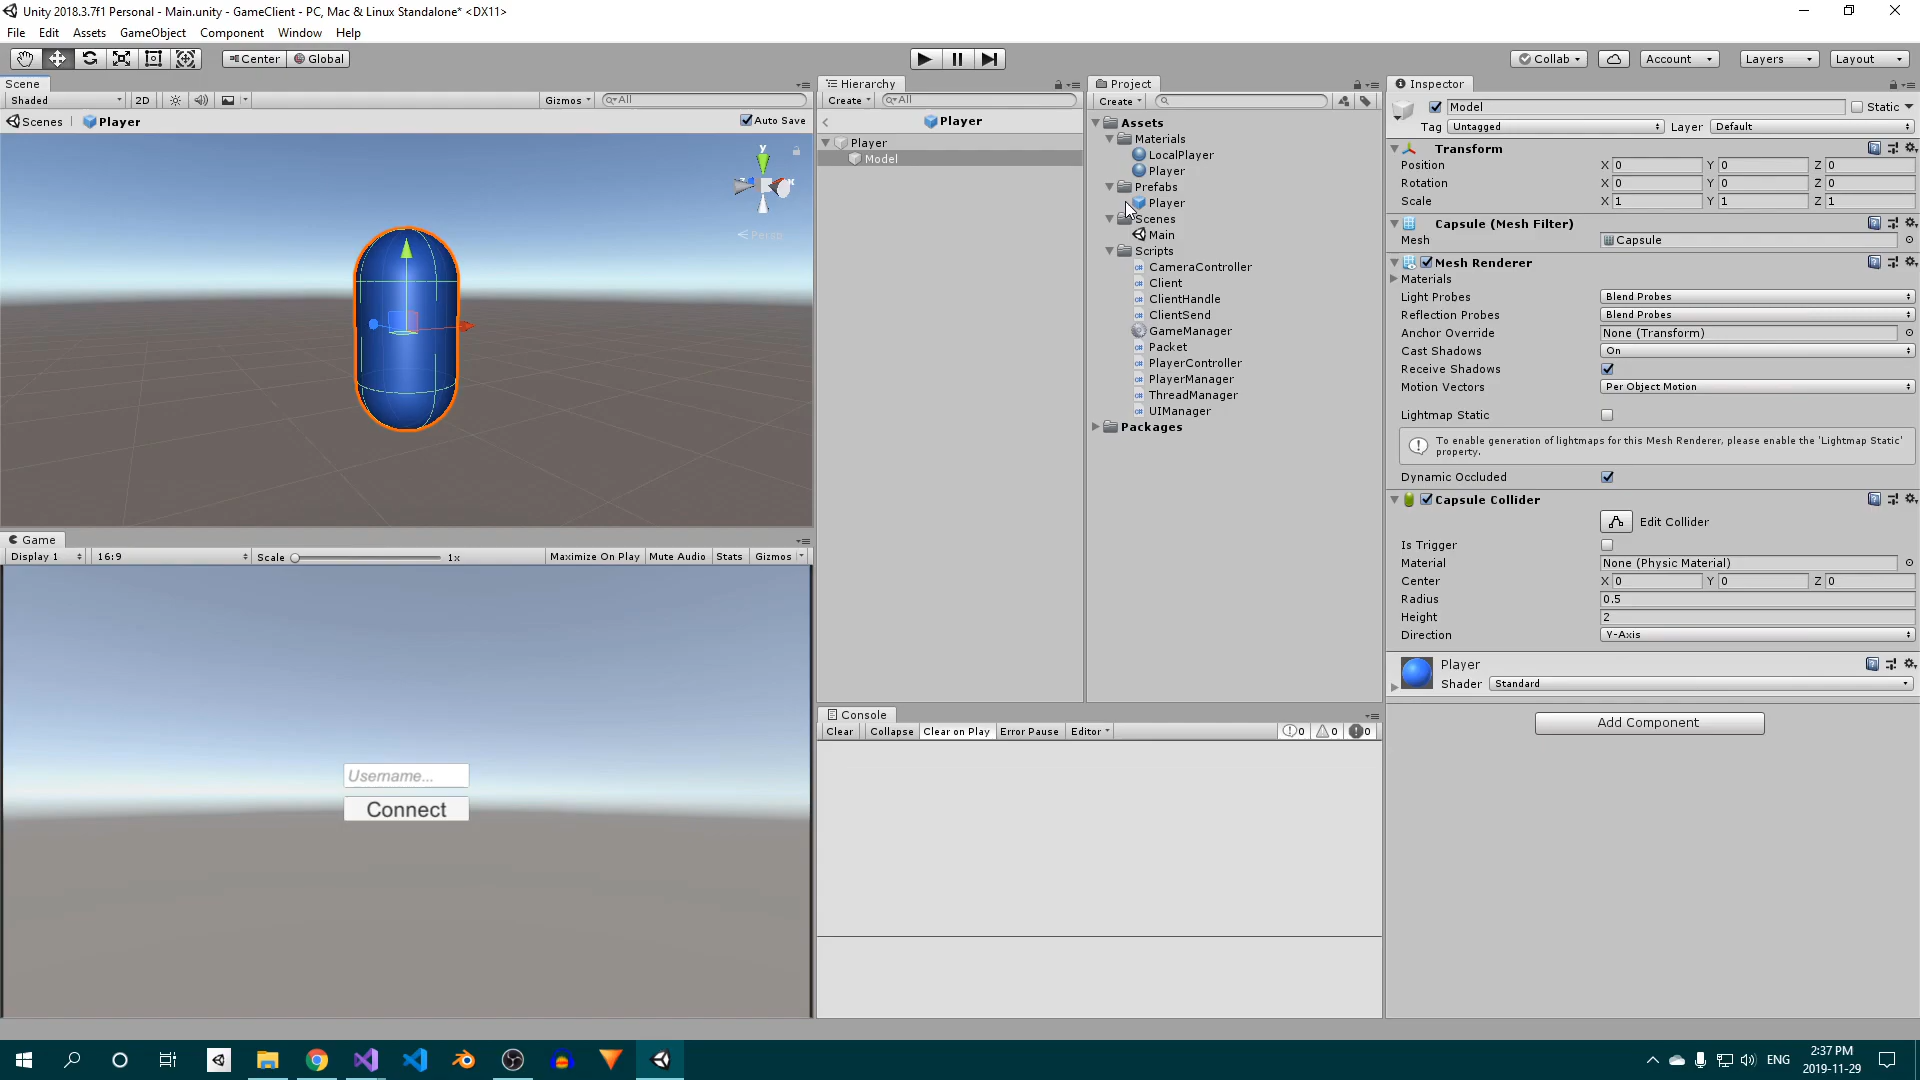 Unity 2018.3.7f1 Personal - Main.unity - GameClient - PC, Mac & Linux Standalone* <DX11>
File Edit Assets GameObject Component Window Help
Center Global Collab Account Layers Layout
Scene
Shaded 2D Gizmos All
Scenes Player Auto Save
y
x
Persp
Game
Display 1 16:9 Scale 1x Maximize On Play Mute Audio Stats Gizmos
Username...
Connect
Hierarchy
Create All
Player
Player
Model
Project
Create
Assets
Materials
LocalPlayer
Player
Prefabs
Player
Scenes
Main
Scripts
CameraController
Client
ClientHandle
ClientSend
GameManager
Packet
PlayerController
PlayerManager
ThreadManager
UIManager
Packages
Console
Clear Collapse Clear on Play Error Pause Editor 0 0 0
Inspector
Model Static
Tag Untagged Layer Default
Transform
Position X 0 Y 0 Z 0
Rotation X 0 Y 0 Z 0
Scale X 1 Y 1 Z 1
Capsule (Mesh Filter)
Mesh Capsule
Mesh Renderer
Materials
Light Probes Blend Probes
Reflection Probes Blend Probes
Anchor Override None (Transform)
Cast Shadows On
Receive Shadows
Motion Vectors Per Object Motion
Lightmap Static
To enable generation of lightmaps for this Mesh Renderer, please enable the 'Lightmap Static'
property.
Dynamic Occluded
Capsule Collider
Edit Collider
Is Trigger
Material None (Physic Material)
Center X 0 Y 0 Z 0
Radius 0.5
Height 2
Direction Y-Axis
Player
Shader Standard
Add Component
ENG 2:37 PM
2019-11-29